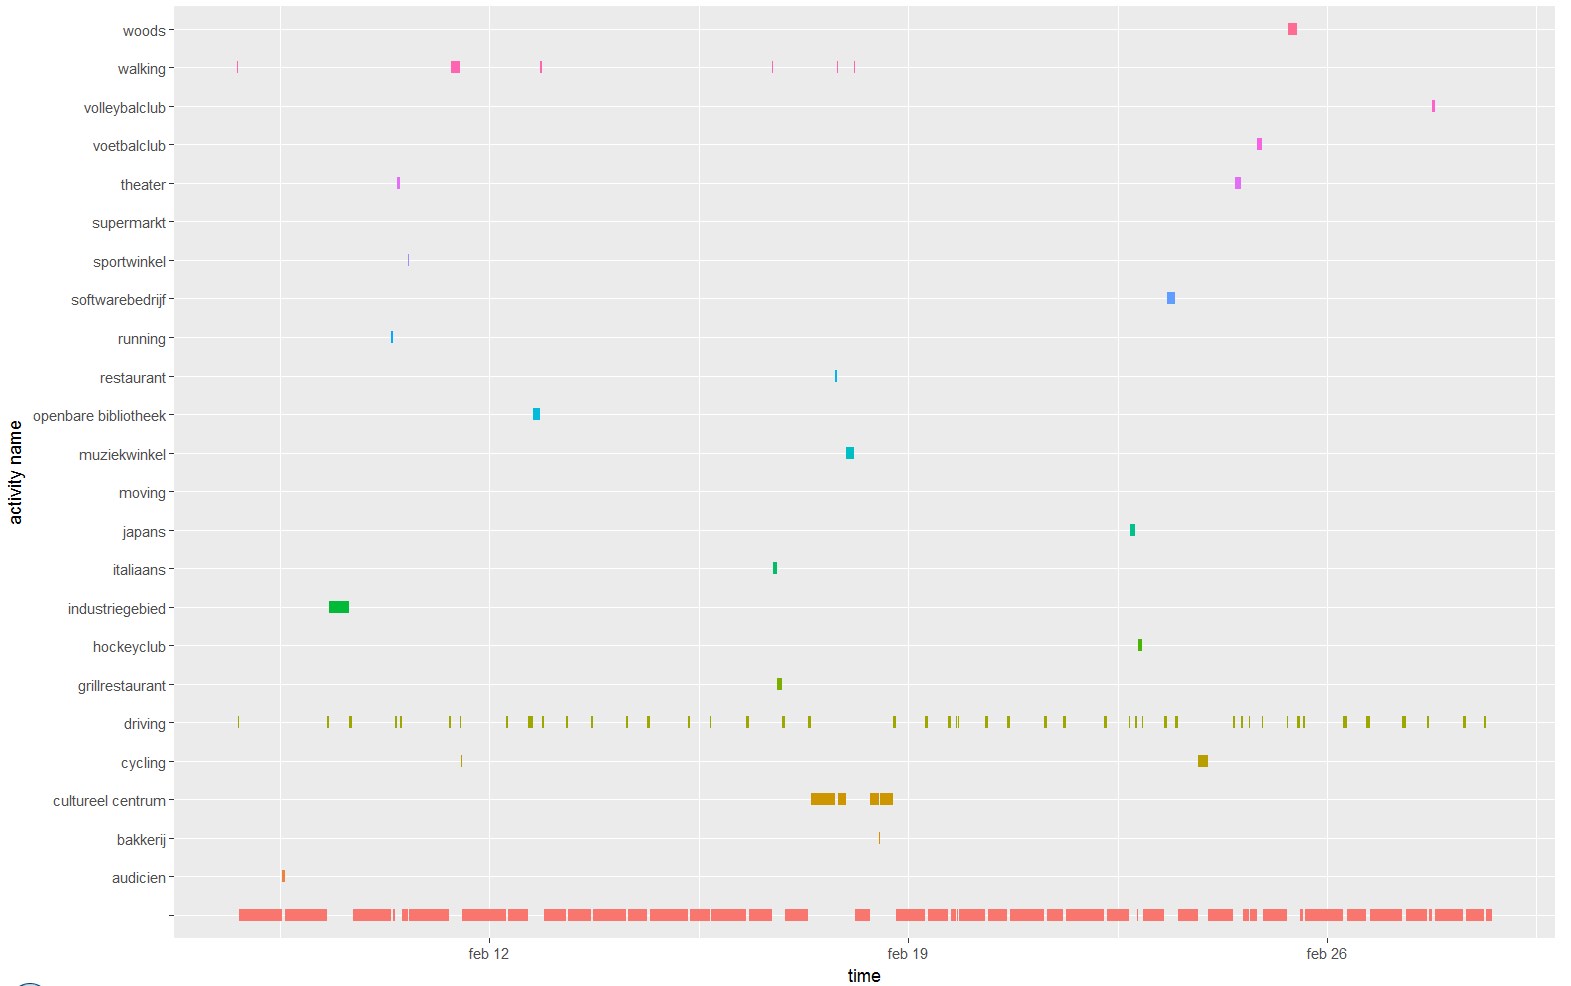 woods
walking
volleybalclub
voetbalclub
theater
supermarkt
sportwinkel
softwarebedrijf
running
restaurant
openbare bibliotheek
muziekwinkel
moving
japans
italiaans
industriegebied
hockeyclub
grillrestaurant
driving
cycling
cultureel centrum
bakkerij
audicien
activity name
feb 12
feb 19
feb 26
time